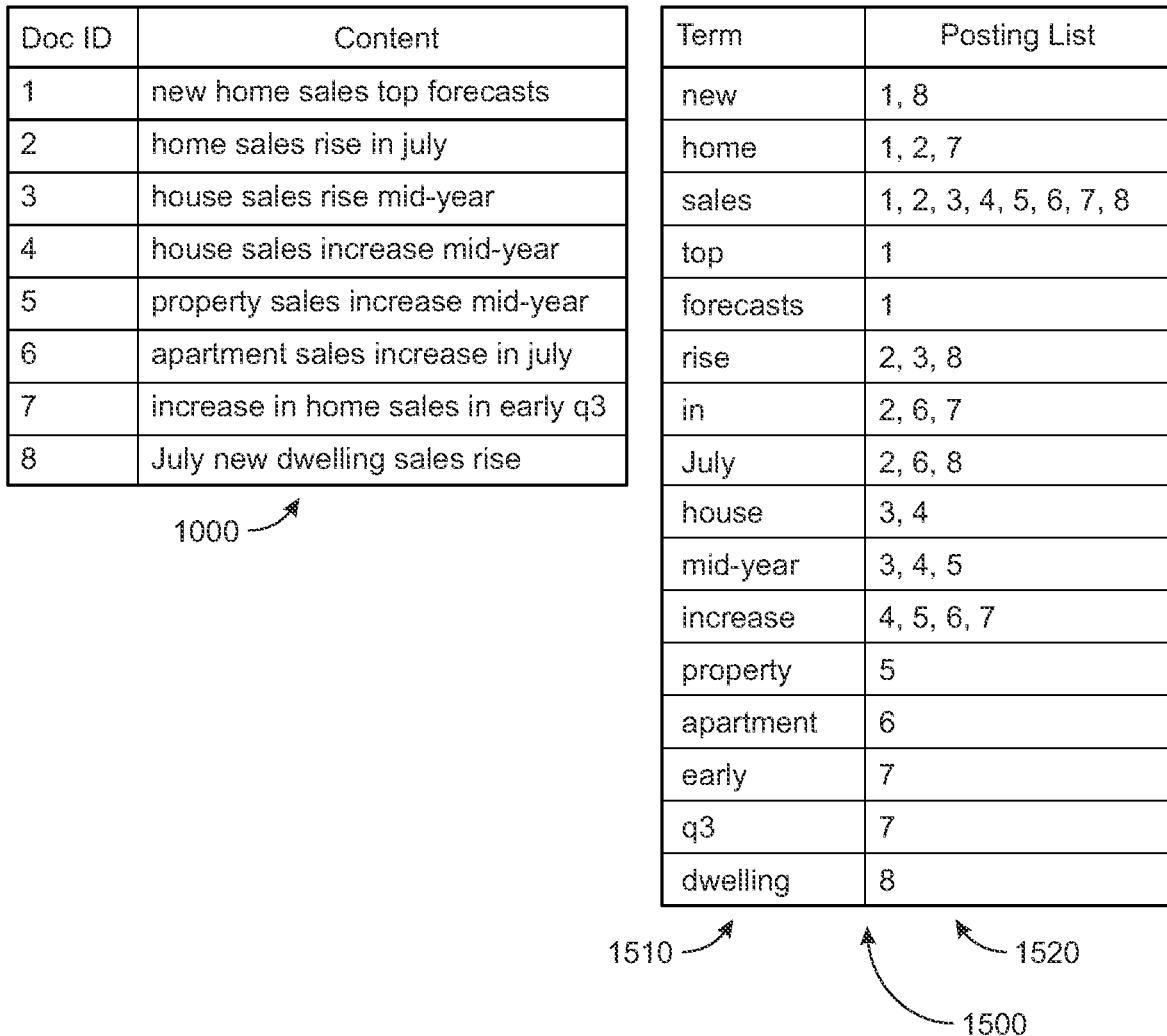 Doc ID Content
1 new home sales top forecasts
2 home sales rise in july
3 house sales rise mid-year
4 house sales increase mid-year
5 property sales increase mid-year
6 apartment sales increase in july
7 increase in home sales in early q3
8 July new dwelling sales rise
1000
Term Posting List
new 1, 8
home 1, 2, 7
sales 1, 2, 3, 4, 5, 6, 7, 8
top 1
forecasts 1
rise 2, 3, 8
in 2, 6, 7
July 2, 6, 8
house 3, 4
mid-year 3, 4, 5
increase 4, 5, 6, 7
property 5
apartment 6
early 7
q3 7
dwelling 8
1510 1520
1500